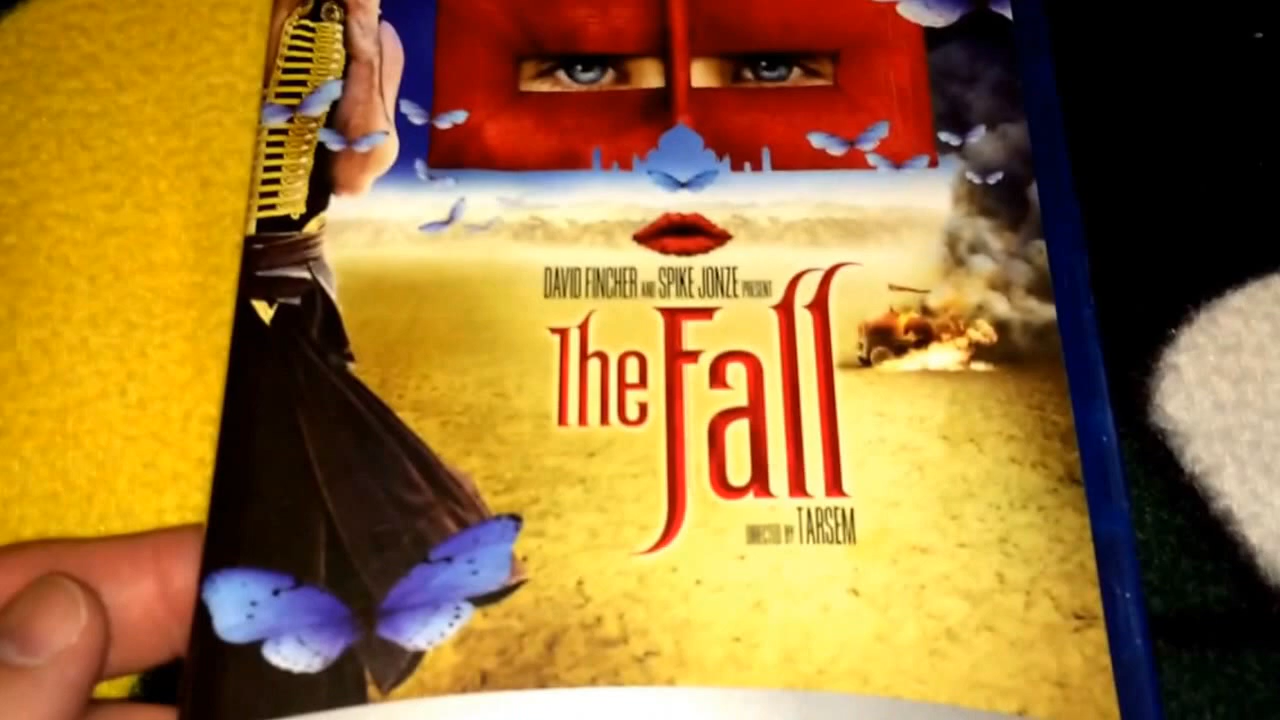 DAVID FINCHER AND SPIKE JONZE PRESENT
the Fall
DIRECTED BY TARSEM